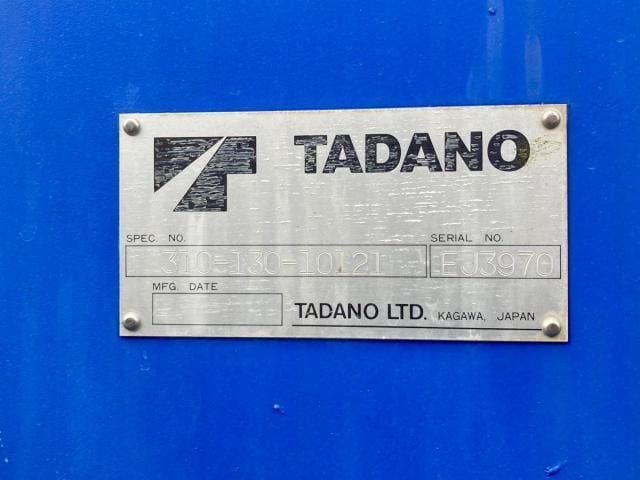 TADANO
SPEC. NO.
310-130-10121
SERIAL NO.
EJ3970
MFG. DATE
TADANO LTD. KAGAWA, JAPAN